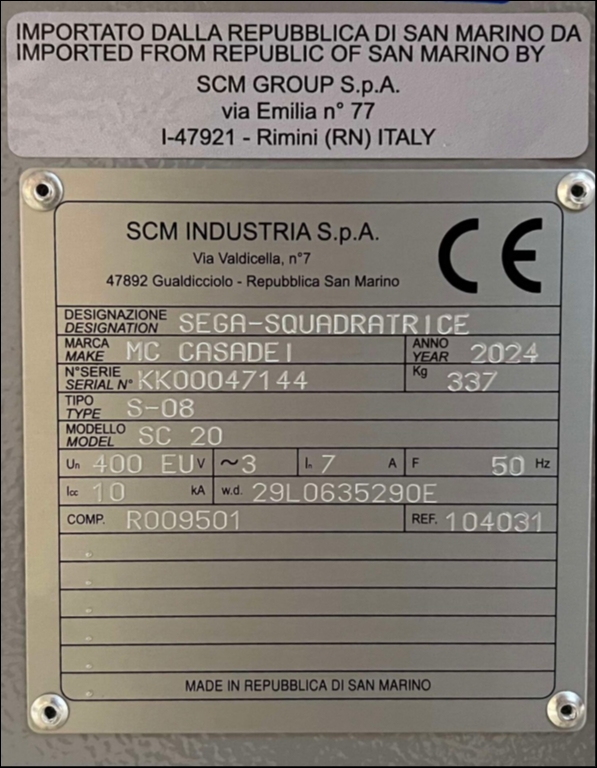 IMPORTATO DALLA REPUBBLICA DI SAN MARINO DA
IMPORTED FROM REPUBLIC OF SAN MARINO BY
SCM GROUP S.p.A.
via Emilia n° 77
I-47921 - Rimini (RN) ITALY
SCM INDUSTRIA S.p.A.
Via Valdicella, n°7
47892 Gualdicciolo - Repubblica San Marino
CE
DESIGNAZIONE
DESIGNATION SEGA-SQUADRATRICE
MARCA
MAKE MC CASADEI
ANNO
YEAR 2024
N°SERIE
SERIAL N° KK00047144
Kg 337
TIPO
TYPE S-08
MODELLO
MODEL SC 20
Un 400 EU V ~3 In 7 A F 50 Hz
Icc 10 kA w.d. 29L0635290E
COMP. R009501 REF. 104031
MADE IN REPUBBLICA DI SAN MARINO